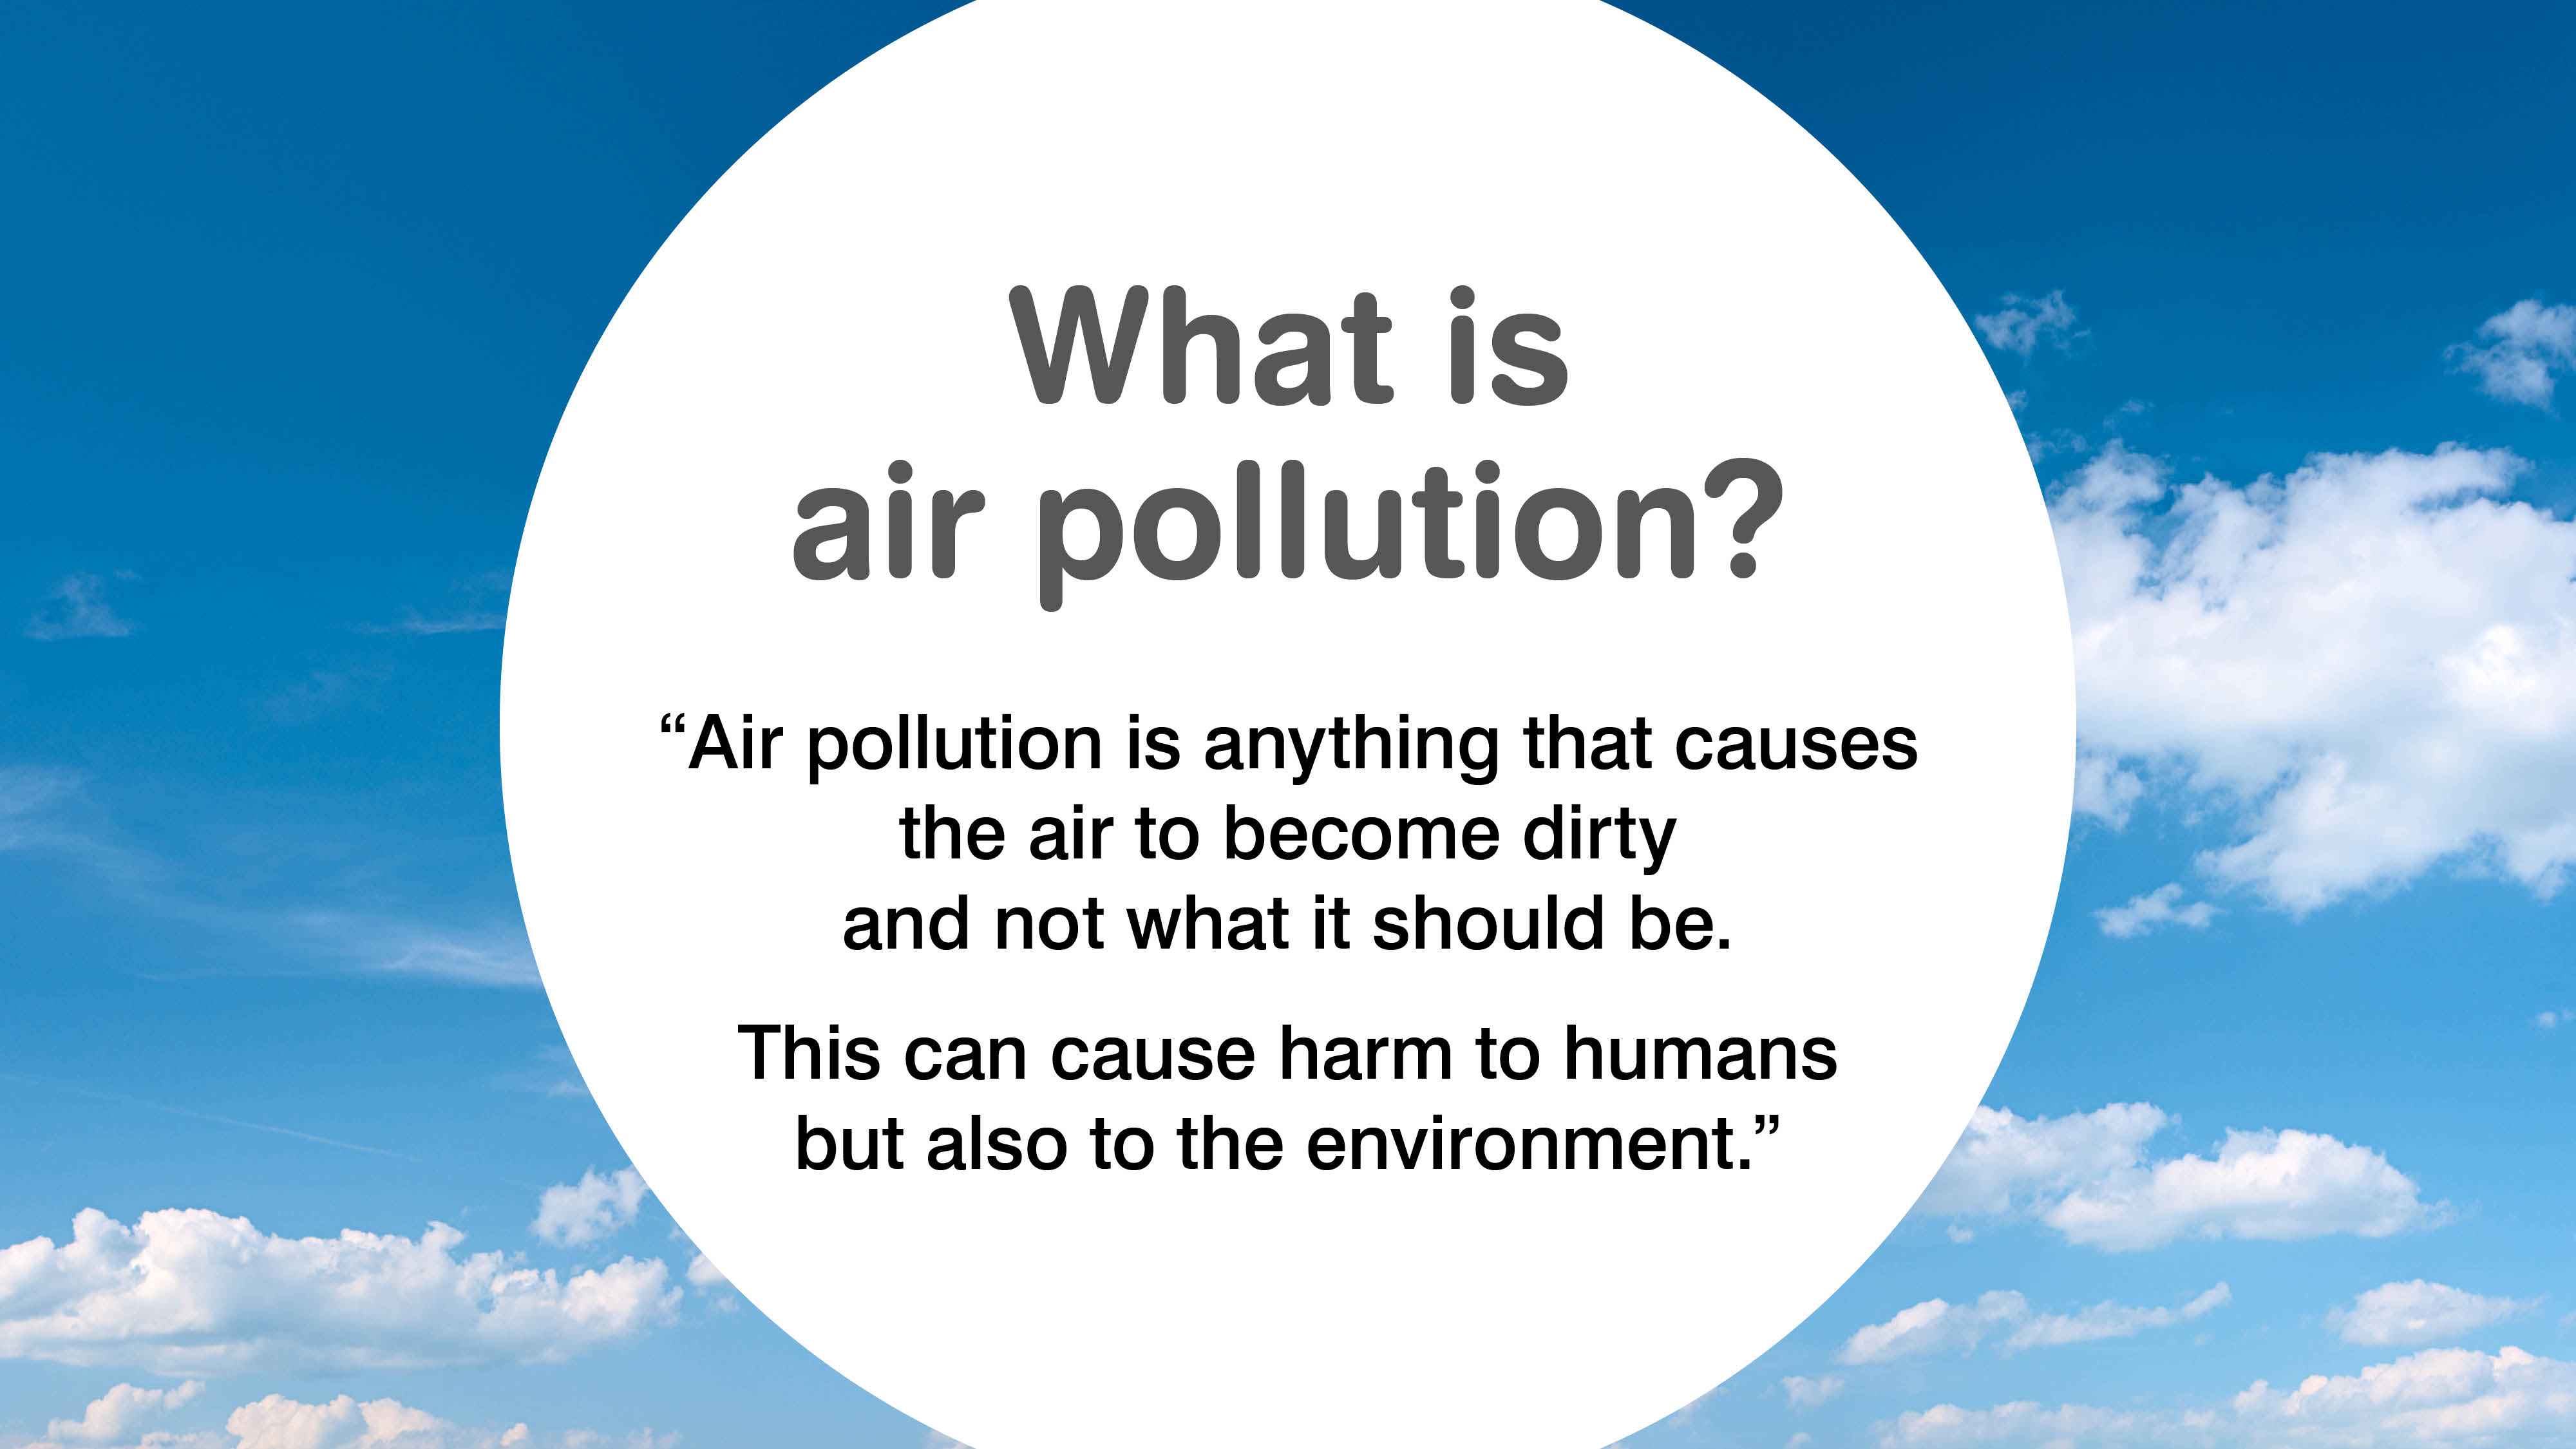 What is
air pollution?
“Air pollution is anything that causes
the air to become dirty
and not what it should be.
This can cause harm to humans
but also to the environment.”